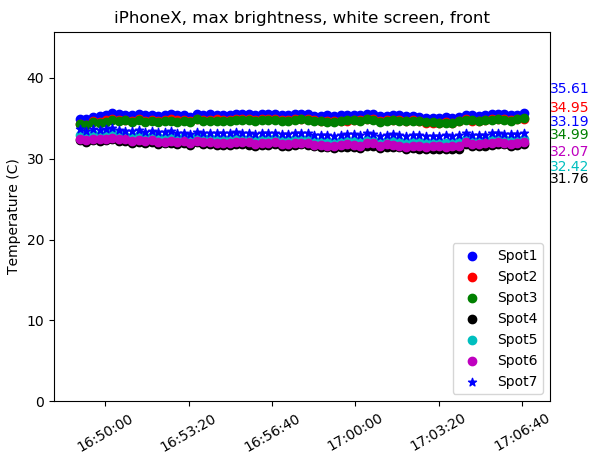 iPhoneX, max brightness, white screen, front
Temperature (C)
40
30
20
10
0
35.61
34.95
33.19
34.99
32.07
32.42
31.76
Spot1
Spot2
Spot3
Spot4
Spot5
Spot6
Spot7
16:50:00
16:53:20
16:56:40
17:00:00
17:03:20
17:06:40